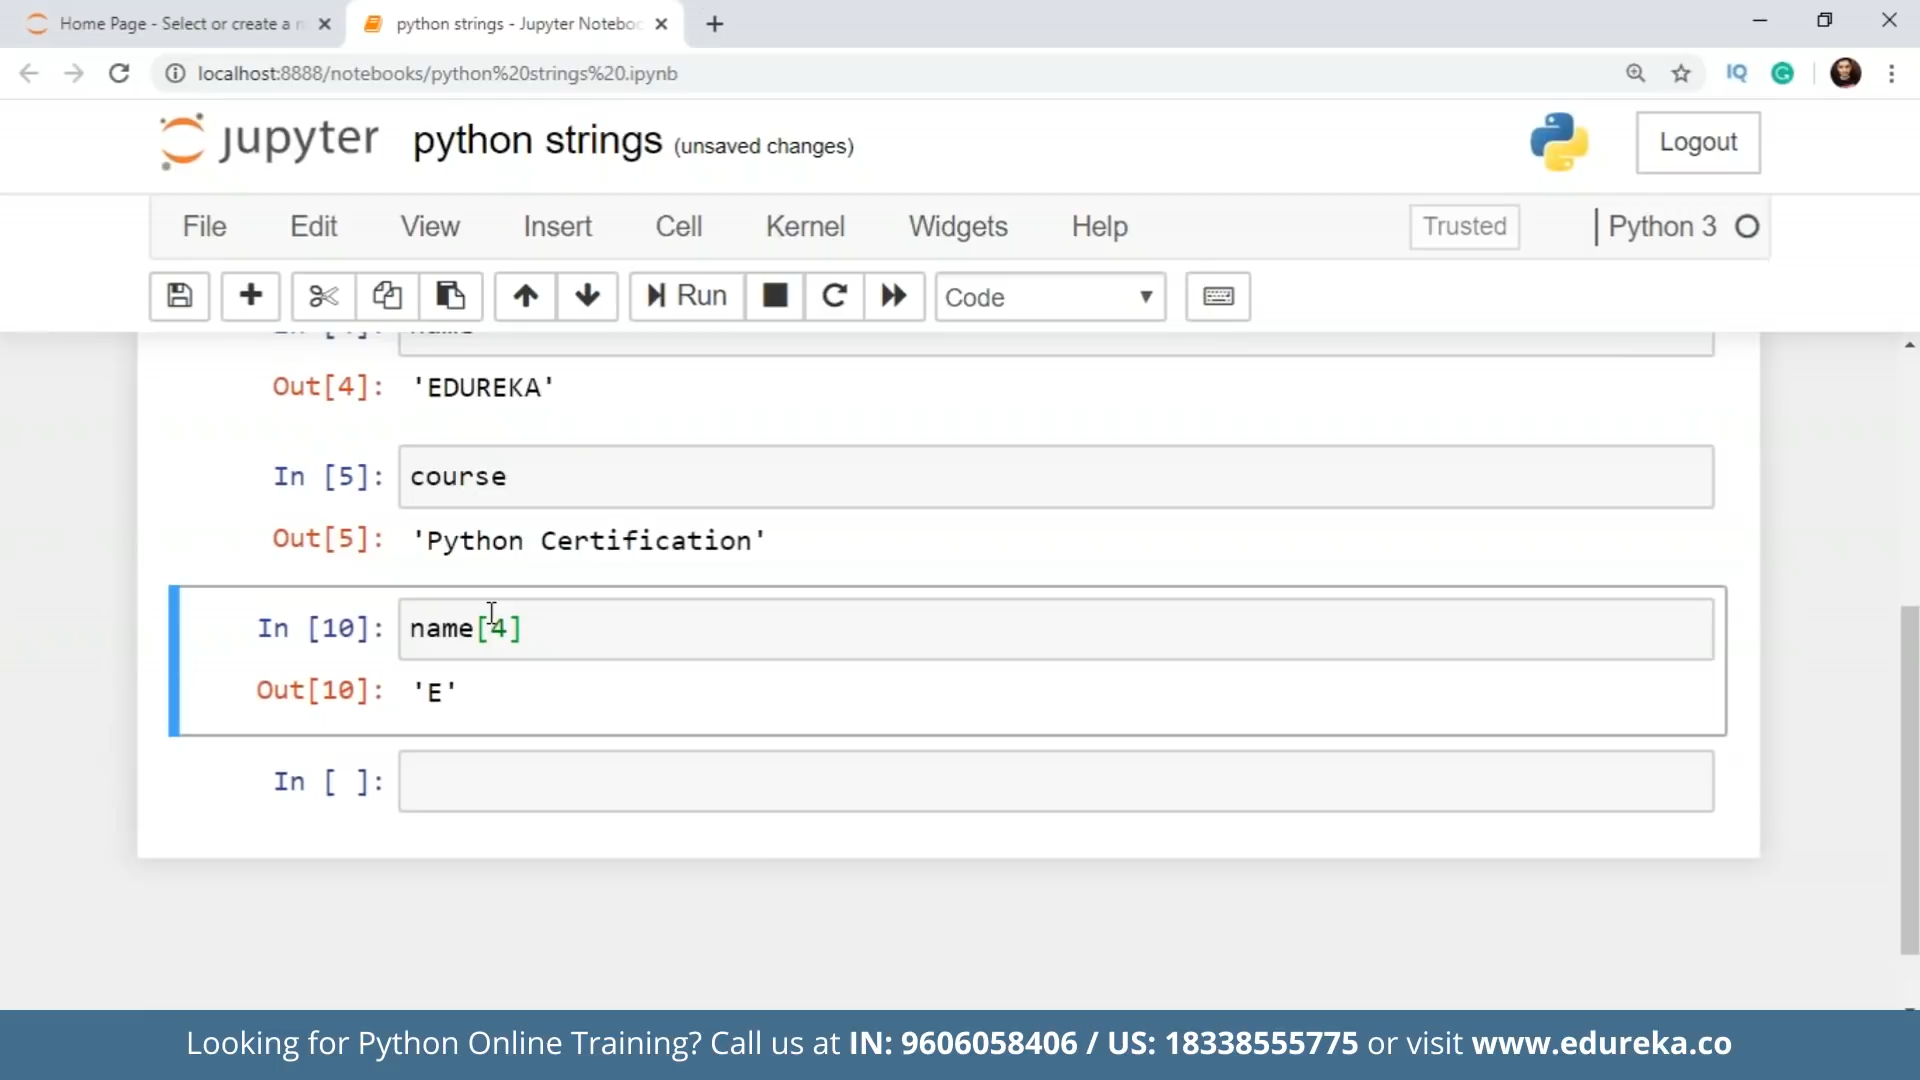 Home Page - Select or create a n
python strings - Jupyter Noteboo
localhost:8888/notebooks/python%20strings%20.ipynb
IQ
G
jupyter python strings (unsaved changes)
Logout
File Edit View Insert Cell Kernel Widgets Help Trusted Python 3
Run Code
Out[4]: 'EDUREKA'
In [5]: course
Out[5]: 'Python Certification'
In [10]: name[4]
Out[10]: 'E'
In [ ]:
Looking for Python Online Training? Call us at IN: 9606058406 / US: 18338555775 or visit www.edureka.co